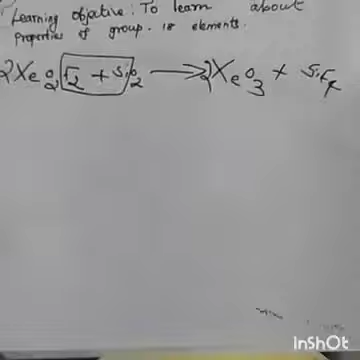 Learning objective: To learn about
Properties of group. 18 elements.
2XeO₂F₂ + SiO₂ → 2XeO₃ + SiF₄
InShOt